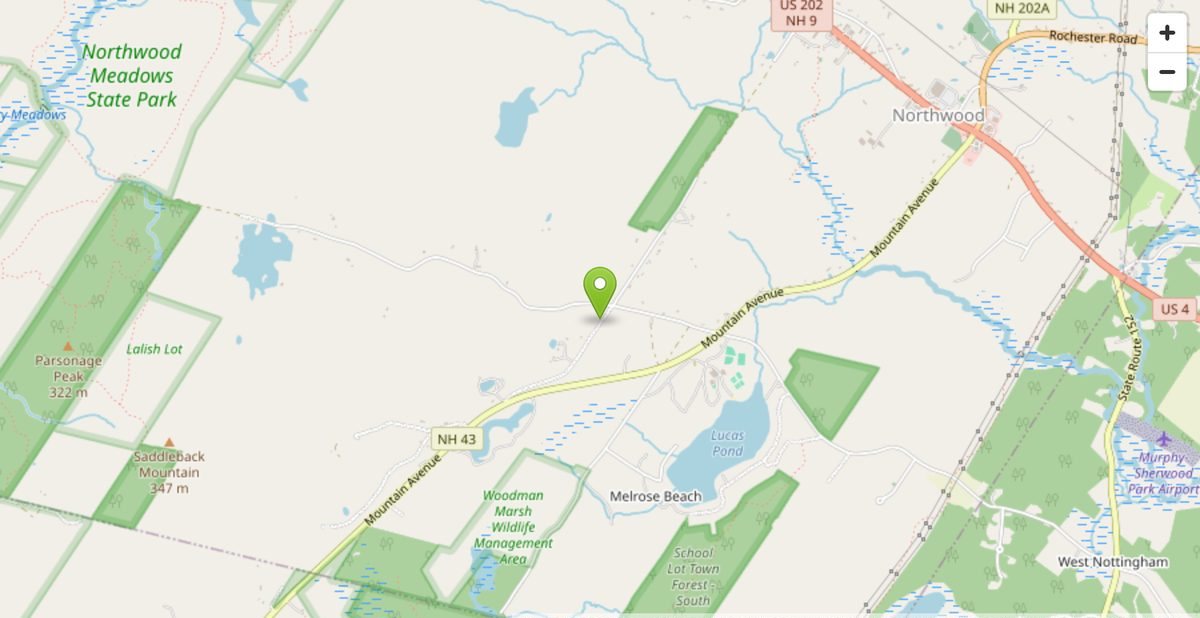 US 202
NH 9
NH 202A
Rochester Road
+
−
Northwood
Meadows
State Park
y-Meadows
Northwood
Mountain Avenue
Mountain Avenue
US 4
State Route 152
Lalish Lot
Parsonage
Peak
322 m
Saddleback
Mountain
347 m
NH 43
Mountain Avenue
Lucas
Pond
Melrose Beach
Murphy
Sherwood
Park Airport
Woodman
Marsh
Wildlife
Management
Area
School
Lot Town
Forest -
South
West Nottingham